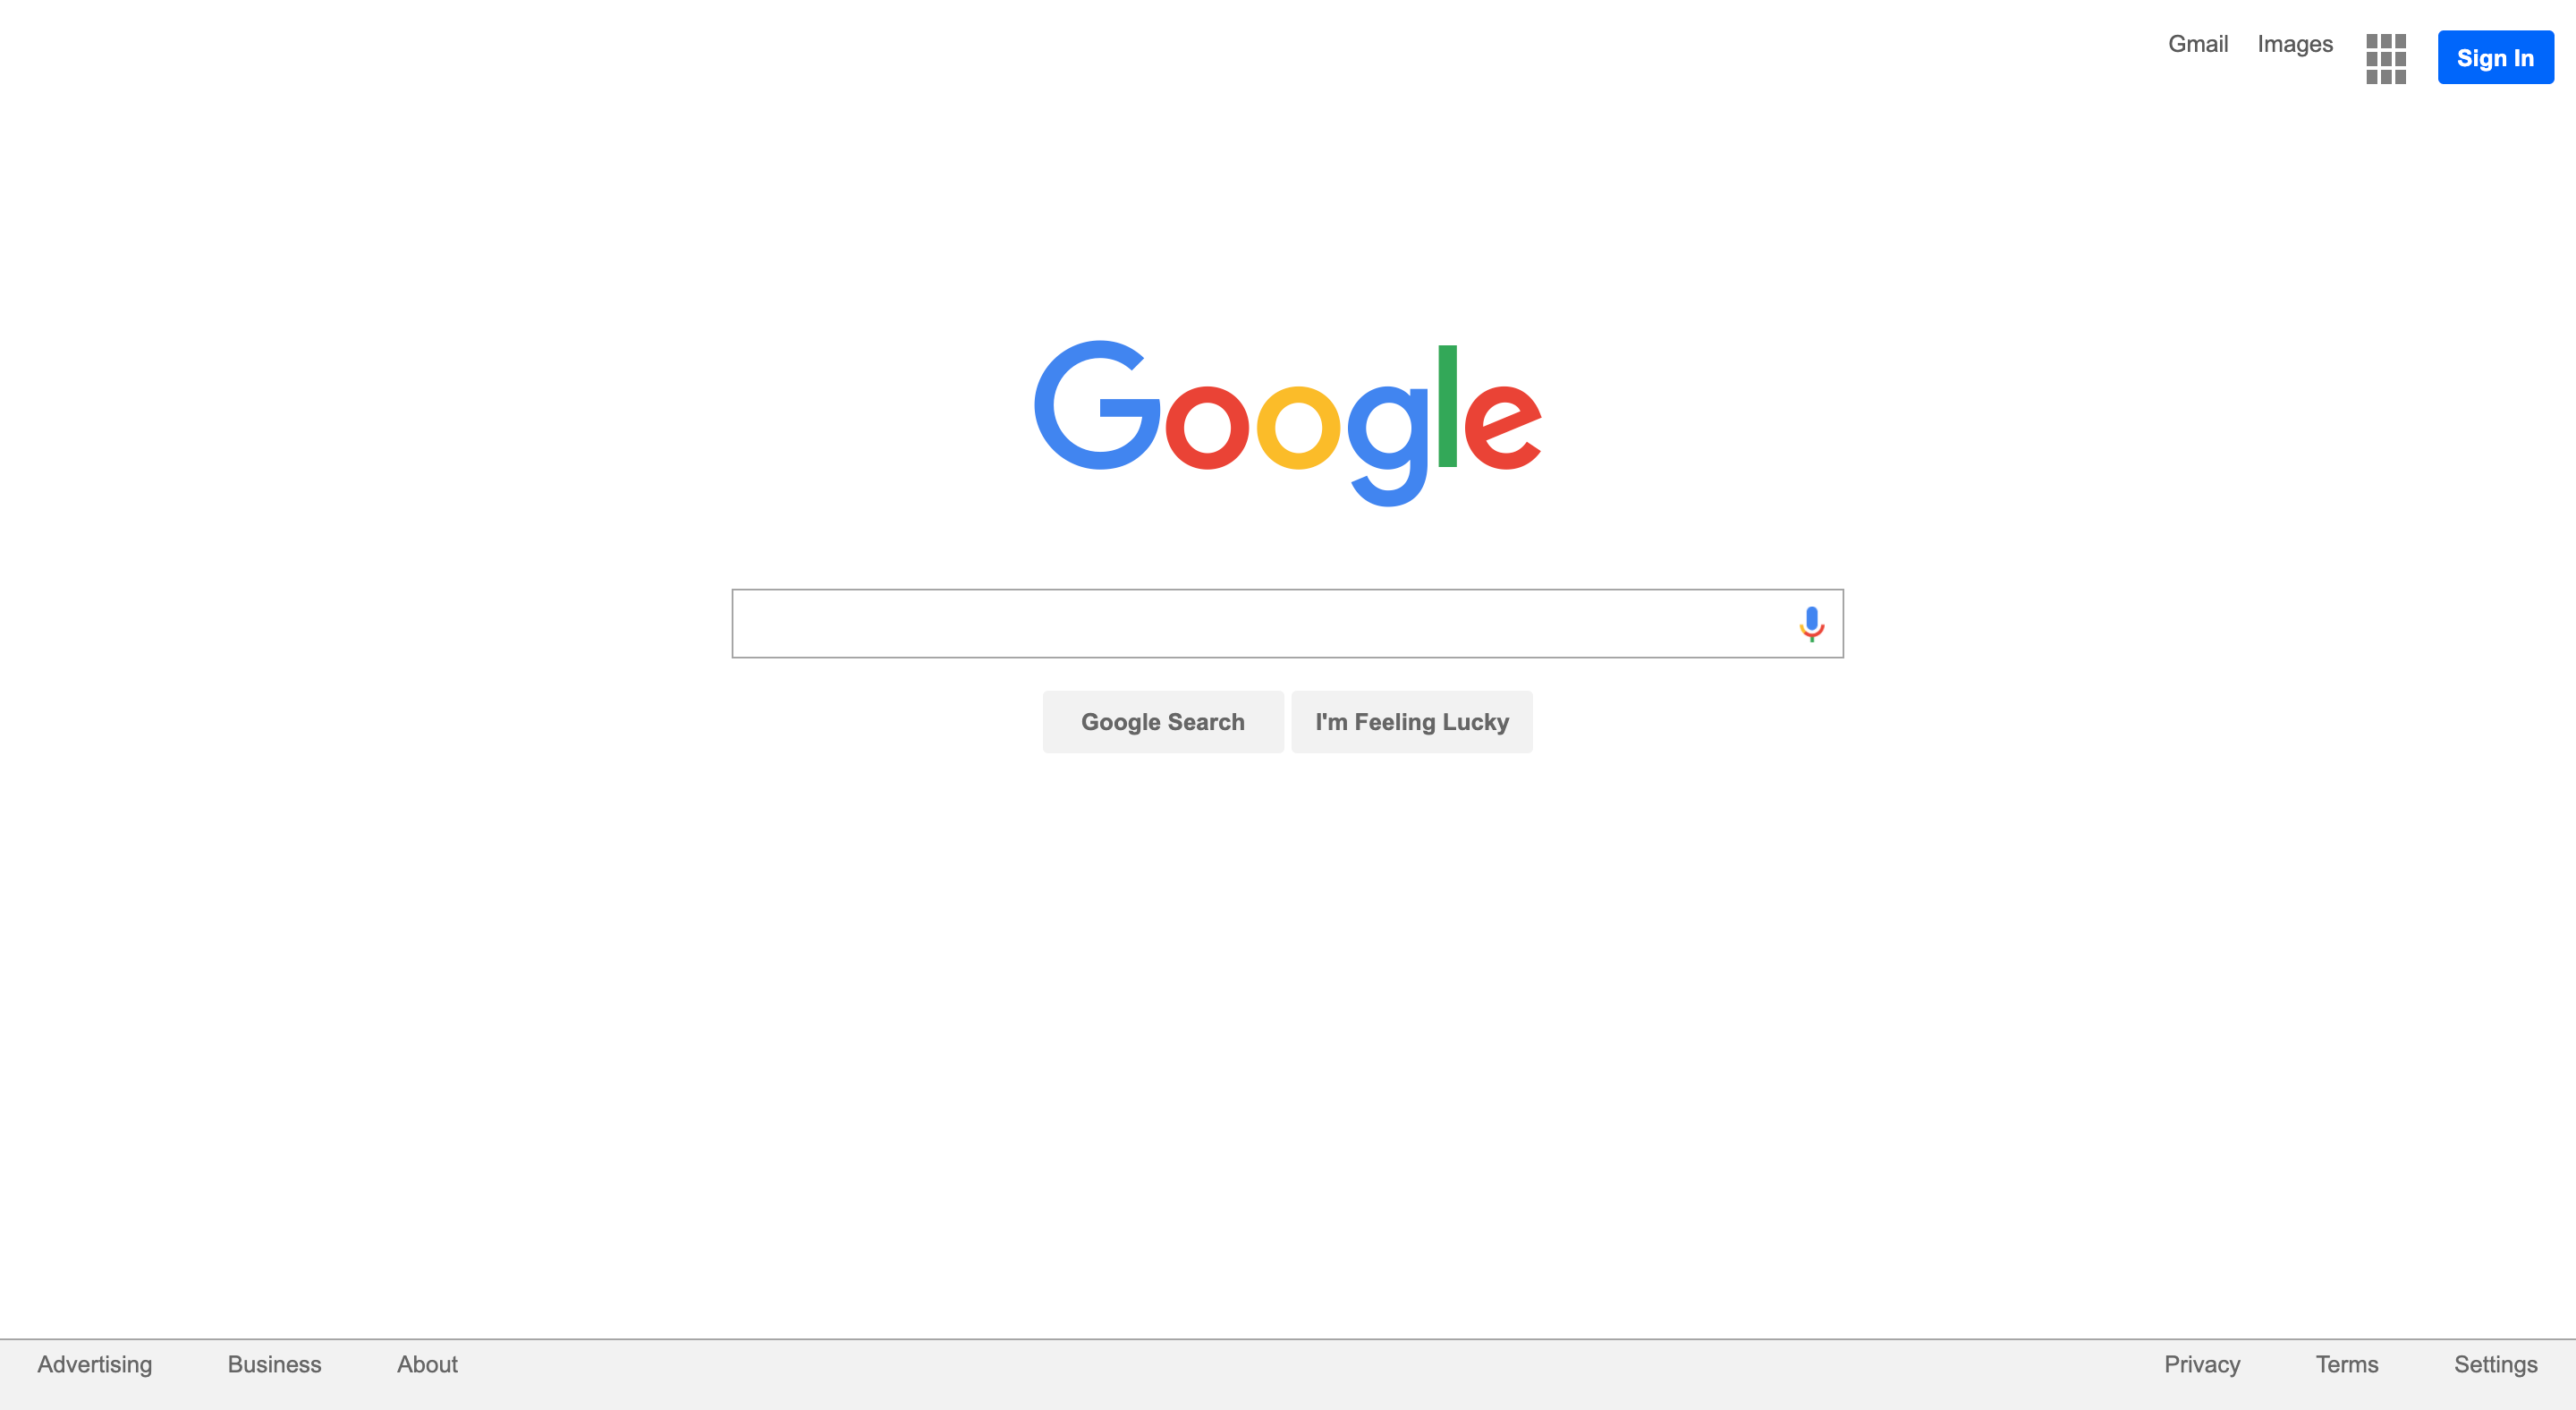 Gmail Images Sign In
Google
Google Search I'm Feeling Lucky
Advertising Business About Privacy Terms Settings